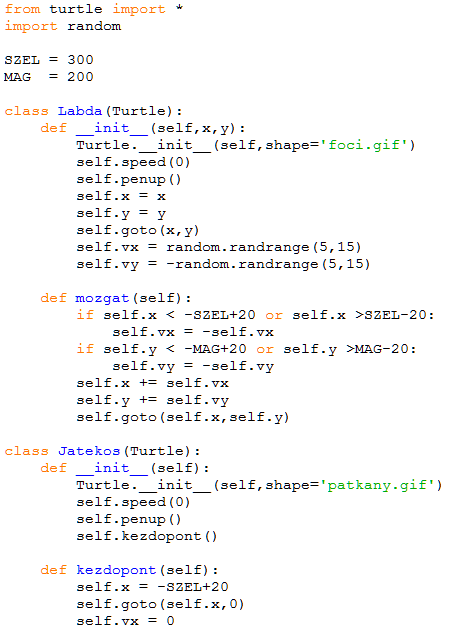 from turtle import *
import random

SZEL = 300
MAG  = 200

class Labda(Turtle):
    def __init__(self,x,y):
        Turtle.__init__(self,shape='foci.gif')
        self.speed(0)
        self.penup()
        self.x = x
        self.y = y
        self.goto(x,y)
        self.vx = random.randrange(5,15)
        self.vy = -random.randrange(5,15)

    def mozgat(self):
        if self.x < -SZEL+20 or self.x >SZEL-20:
            self.vx = -self.vx
        if self.y < -MAG+20 or self.y >MAG-20:
            self.vy = -self.vy
        self.x += self.vx
        self.y += self.vy
        self.goto(self.x,self.y)

class Jatekos(Turtle):
    def __init__(self):
        Turtle.__init__(self,shape='patkany.gif')
        self.speed(0)
        self.penup()
        self.kezdopont()

    def kezdopont(self):
        self.x = -SZEL+20
        self.goto(self.x,0)
        self.vx = 0